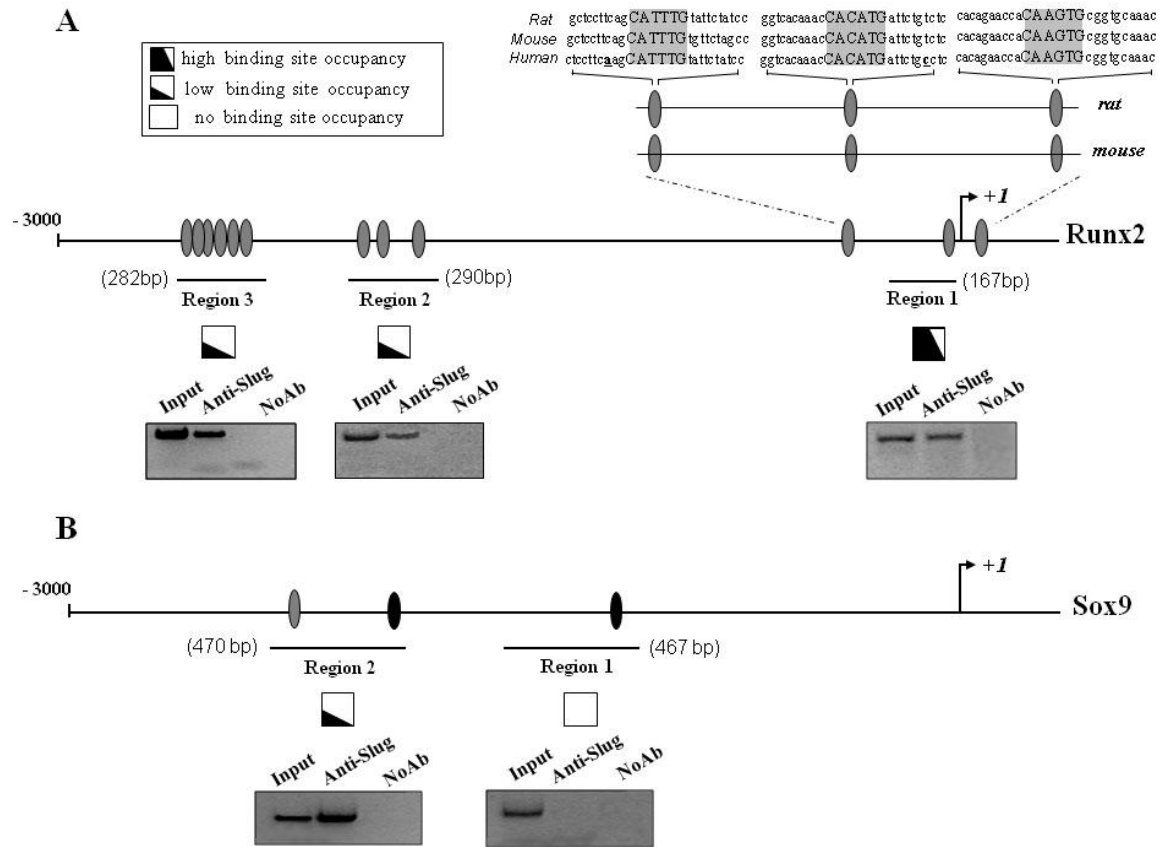 A
high binding site occupancy
low binding site occupancy
no binding site occupancy
Rat gctccttcagCATTTGtattctatcc ggtcacaaacCACATGattctgtctc cacagaaccaCAAGTGcggtgcaaac
Mouse gctccttcagCATTTGtgttctagcc ggtcacaaacCACATGattctgtctc cacagaaccaCAAGTGcggtgcaaac
Human ctccttcaagCATTTGtattctatcc ggtcacaaacCACATGattctgcctc cacagaaccaCAAGTGcggtgcaaac
rat
mouse
- 3000
+1
Runx2
(282bp)
Region 3
(290bp)
Region 2
(167bp)
Region 1
Input Anti-Slug NoAb
Input Anti-Slug NoAb
Input Anti-Slug NoAb
B
- 3000
+1
Sox9
(470 bp)
Region 2
Region 1
(467 bp)
Input Anti-Slug NoAb
Input Anti-Slug NoAb